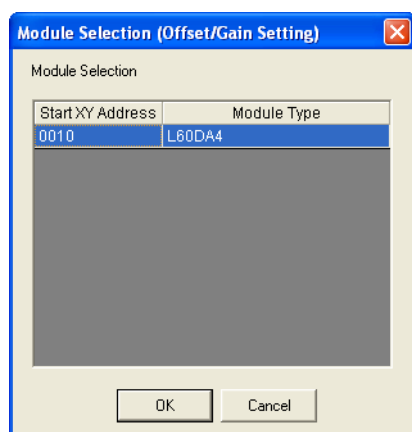 Module Selection (Offset/Gain Setting)
Module Selection
Start XY Address Module Type
0010 L60DA4
OK Cancel